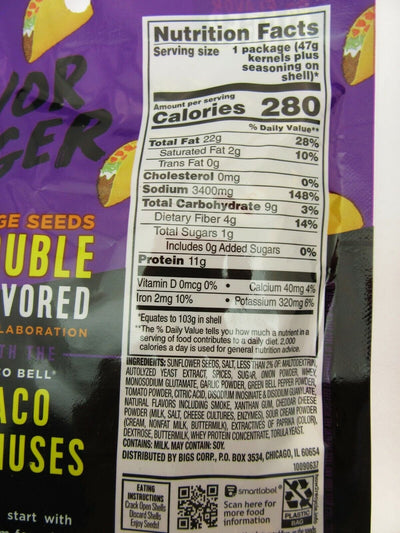 Nutrition Facts
Serving size 1 package (47g
kernels plus
seasoning on
shell)*
Amount per serving
Calories 280
% Daily Value**
Total Fat 22g 28%
Saturated Fat 2g 10%
Trans Fat 0g
Cholesterol 0mg 0%
Sodium 3400mg 148%
Total Carbohydrate 9g 3%
Dietary Fiber 4g 14%
Total Sugars 1g
Includes 0g Added Sugars 0%
Protein 11g
Vitamin D 0mcg 0% • Calcium 40mg 4%
Iron 2mg 10% • Potassium 320mg 6%
*Equates to 103g in shell
**The % Daily Value tells you how much a nutrient in a
serving of food contributes to a daily diet. 2,000
calories a day is used for general nutrition advice.
INGREDIENTS: SUNFLOWER SEEDS, SALT, LESS THAN 2% OF: MALTODEXTRIN,
AUTOLYZED YEAST EXTRACT, SPICES, SUGAR, ONION POWDER, WHEY,
MONOSODIUM GLUTAMATE, GARLIC POWDER, GREEN BELL PEPPER POWDER,
TOMATO POWDER, CITRIC ACID, DISODIUM INOSINATE & DISODIUM GUANYLATE,
NATURAL FLAVORS INCLUDING SMOKE, XANTHAN GUM, CHEDDAR CHEESE
POWDER (MILK, SALT, CHEESE CULTURES, ENZYMES), SOUR CREAM POWDER
(CREAM, NONFAT MILK, BUTTERMILK), EXTRACTIVES OF PAPRIKA (COLOR),
DEXTROSE, BUTTERMILK, WHEY PROTEIN CONCENTRATE, TORULA YEAST.
CONTAINS: MILK. MAY CONTAIN: SOY.
DISTRIBUTED BY BIGS CORP., P.O. BOX 3534, CHICAGO, IL 60654
10090637
EATING
INSTRUCTIONS
Crack Open Shells
Discard Shells
Enjoy Seeds!
smartlabel
Scan here for
more food
information
PLASTIC
BAG
VOR
GER
GE SEEDS
OUBLE
VORED
LABORATION
TH THE
CO BELL®
ACO
IUSES
start with